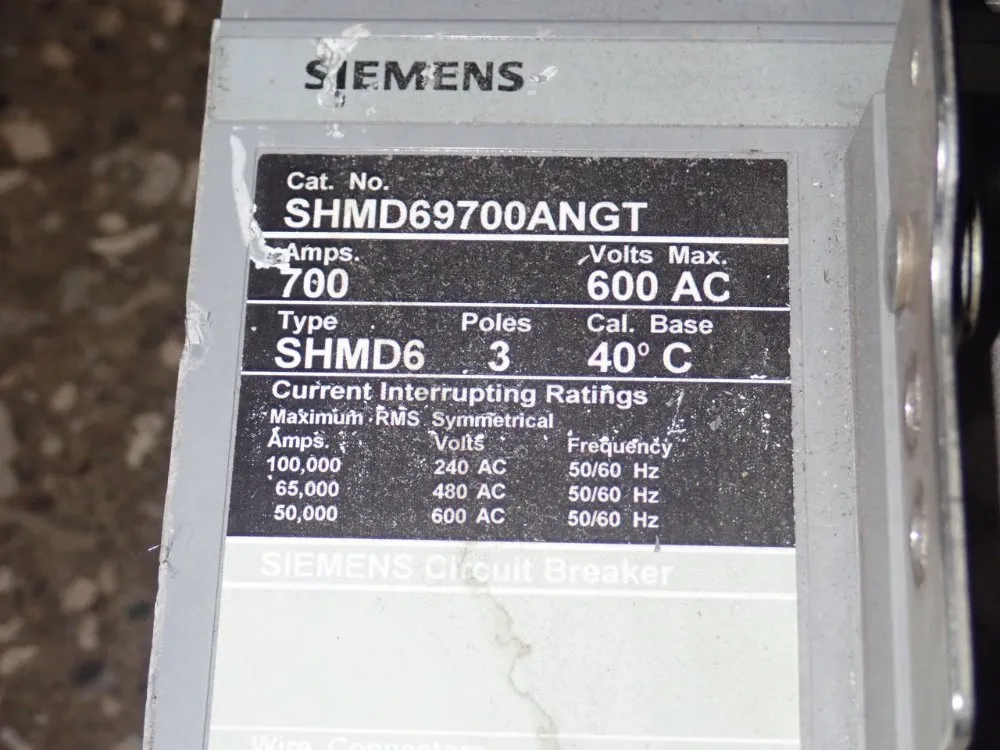 SIEMENS
Cat. No.
SHMD69700ANGT
Amps. Volts Max.
700 600 AC
Type Poles Cal. Base
SHMD6 3 40° C
Current Interrupting Ratings
Maximum RMS Symmetrical
Amps. Volts Frequency
100,000 240 AC 50/60 Hz
65,000 480 AC 50/60 Hz
50,000 600 AC 50/60 Hz
SIEMENS Circuit Breaker
Wire Connectors